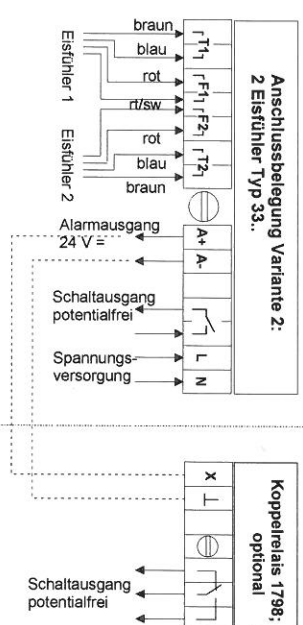 Anschlussbelegung Variante 2:
2 Eisfühler Typ 33..
Eisfühler 1
Eisfühler 2
braun
blau
rot
rt/sw
rot
blau
braun
T1
F1
F2
T2
Alarmausgang
24 V =
A+
A-
Schaltausgang
potentialfrei
Spannungs-
versorgung
L
N
Koppelrelais 1798;
optional
X
⊥
Schaltausgang
potentialfrei